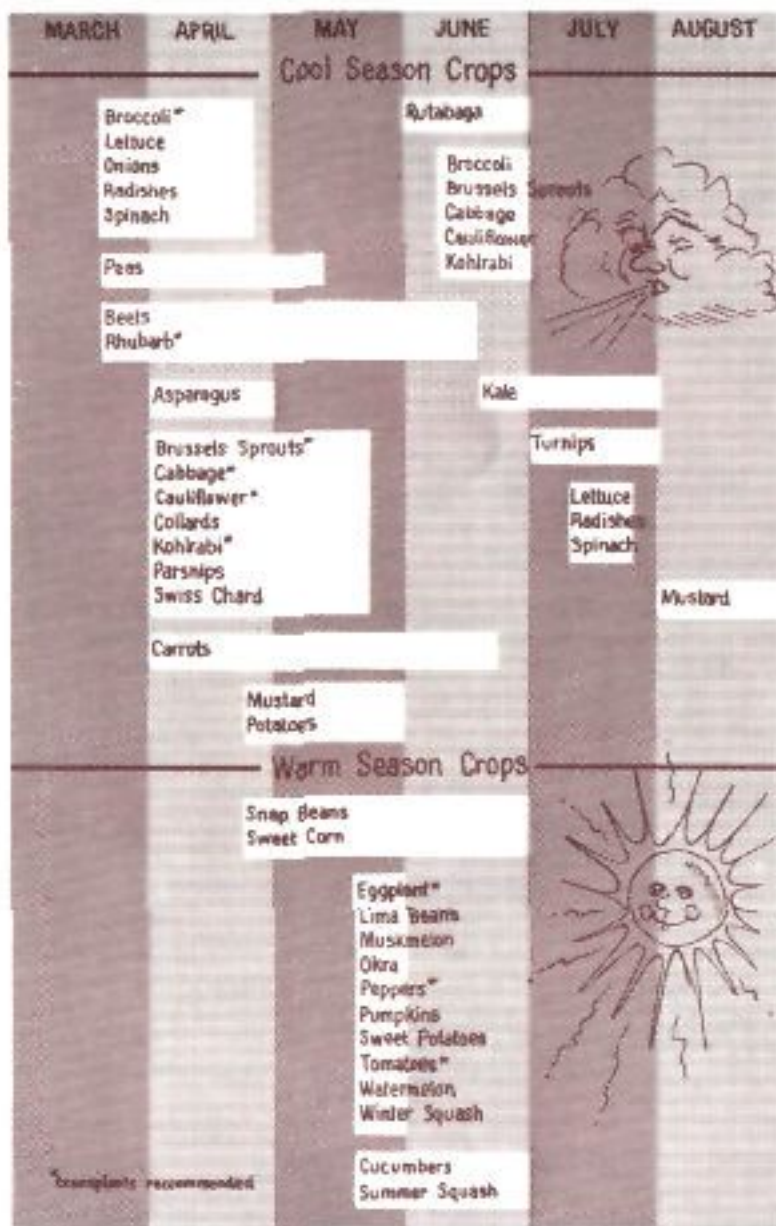 MARCH APRIL MAY JUNE JULY AUGUST
Cool Season Crops
Broccoli*
Lettuce
Onions
Radishes
Spinach
Rutabaga
Broccoli
Brussels Sprouts
Cabbage
Cauliflower
Kohlrabi
Peas
Beets
Rhubarb*
Asparagus
Kale
Brussels Sprouts*
Cabbage*
Cauliflower*
Collards
Kohlrabi*
Parsnips
Swiss Chard
Turnips
Lettuce
Radishes
Spinach
Mustard
Carrots
Mustard
Potatoes
Warm Season Crops
Snap Beans
Sweet Corn
Eggplant*
Lima Beans
Muskmelon
Okra
Peppers*
Pumpkins
Sweet Potatoes
Tomatoes*
Watermelon
Winter Squash
Cucumbers
Summer Squash
*transplants recommended